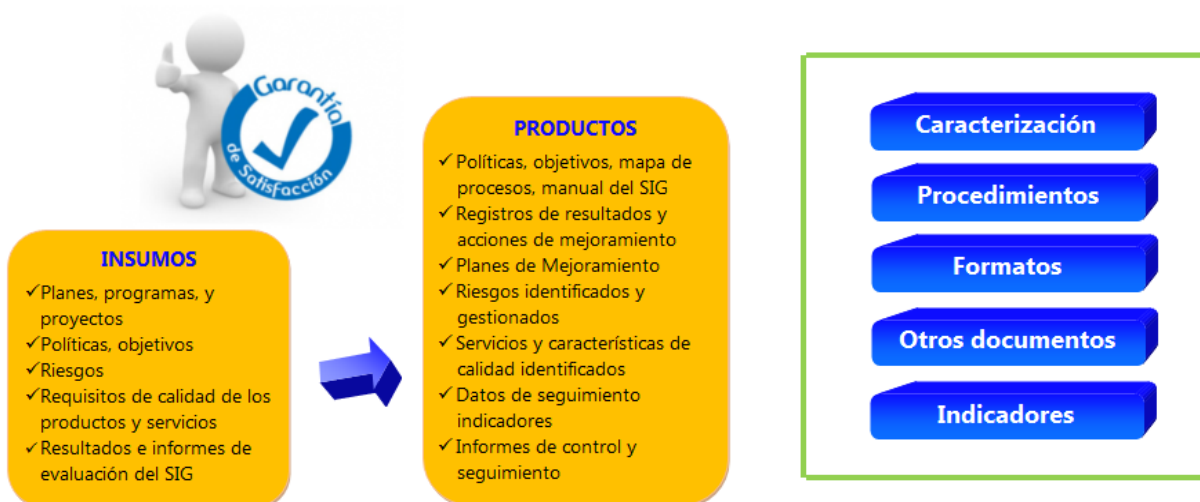 Garantía
de Satisfacción
INSUMOS
✓Planes, programas, y
proyectos
✓Políticas, objetivos
✓Riesgos
✓Requisitos de calidad de los
productos y servicios
✓Resultados e informes de
evaluación del SIG
PRODUCTOS
✓Políticas, objetivos, mapa de
procesos, manual del SIG
✓Registros de resultados y
acciones de mejoramiento
✓Planes de Mejoramiento
✓Riesgos identificados y
gestionados
✓Servicios y características de
calidad identificados
✓Datos de seguimiento
indicadores
✓Informes de control y
seguimiento
Caracterización
Procedimientos
Formatos
Otros documentos
Indicadores